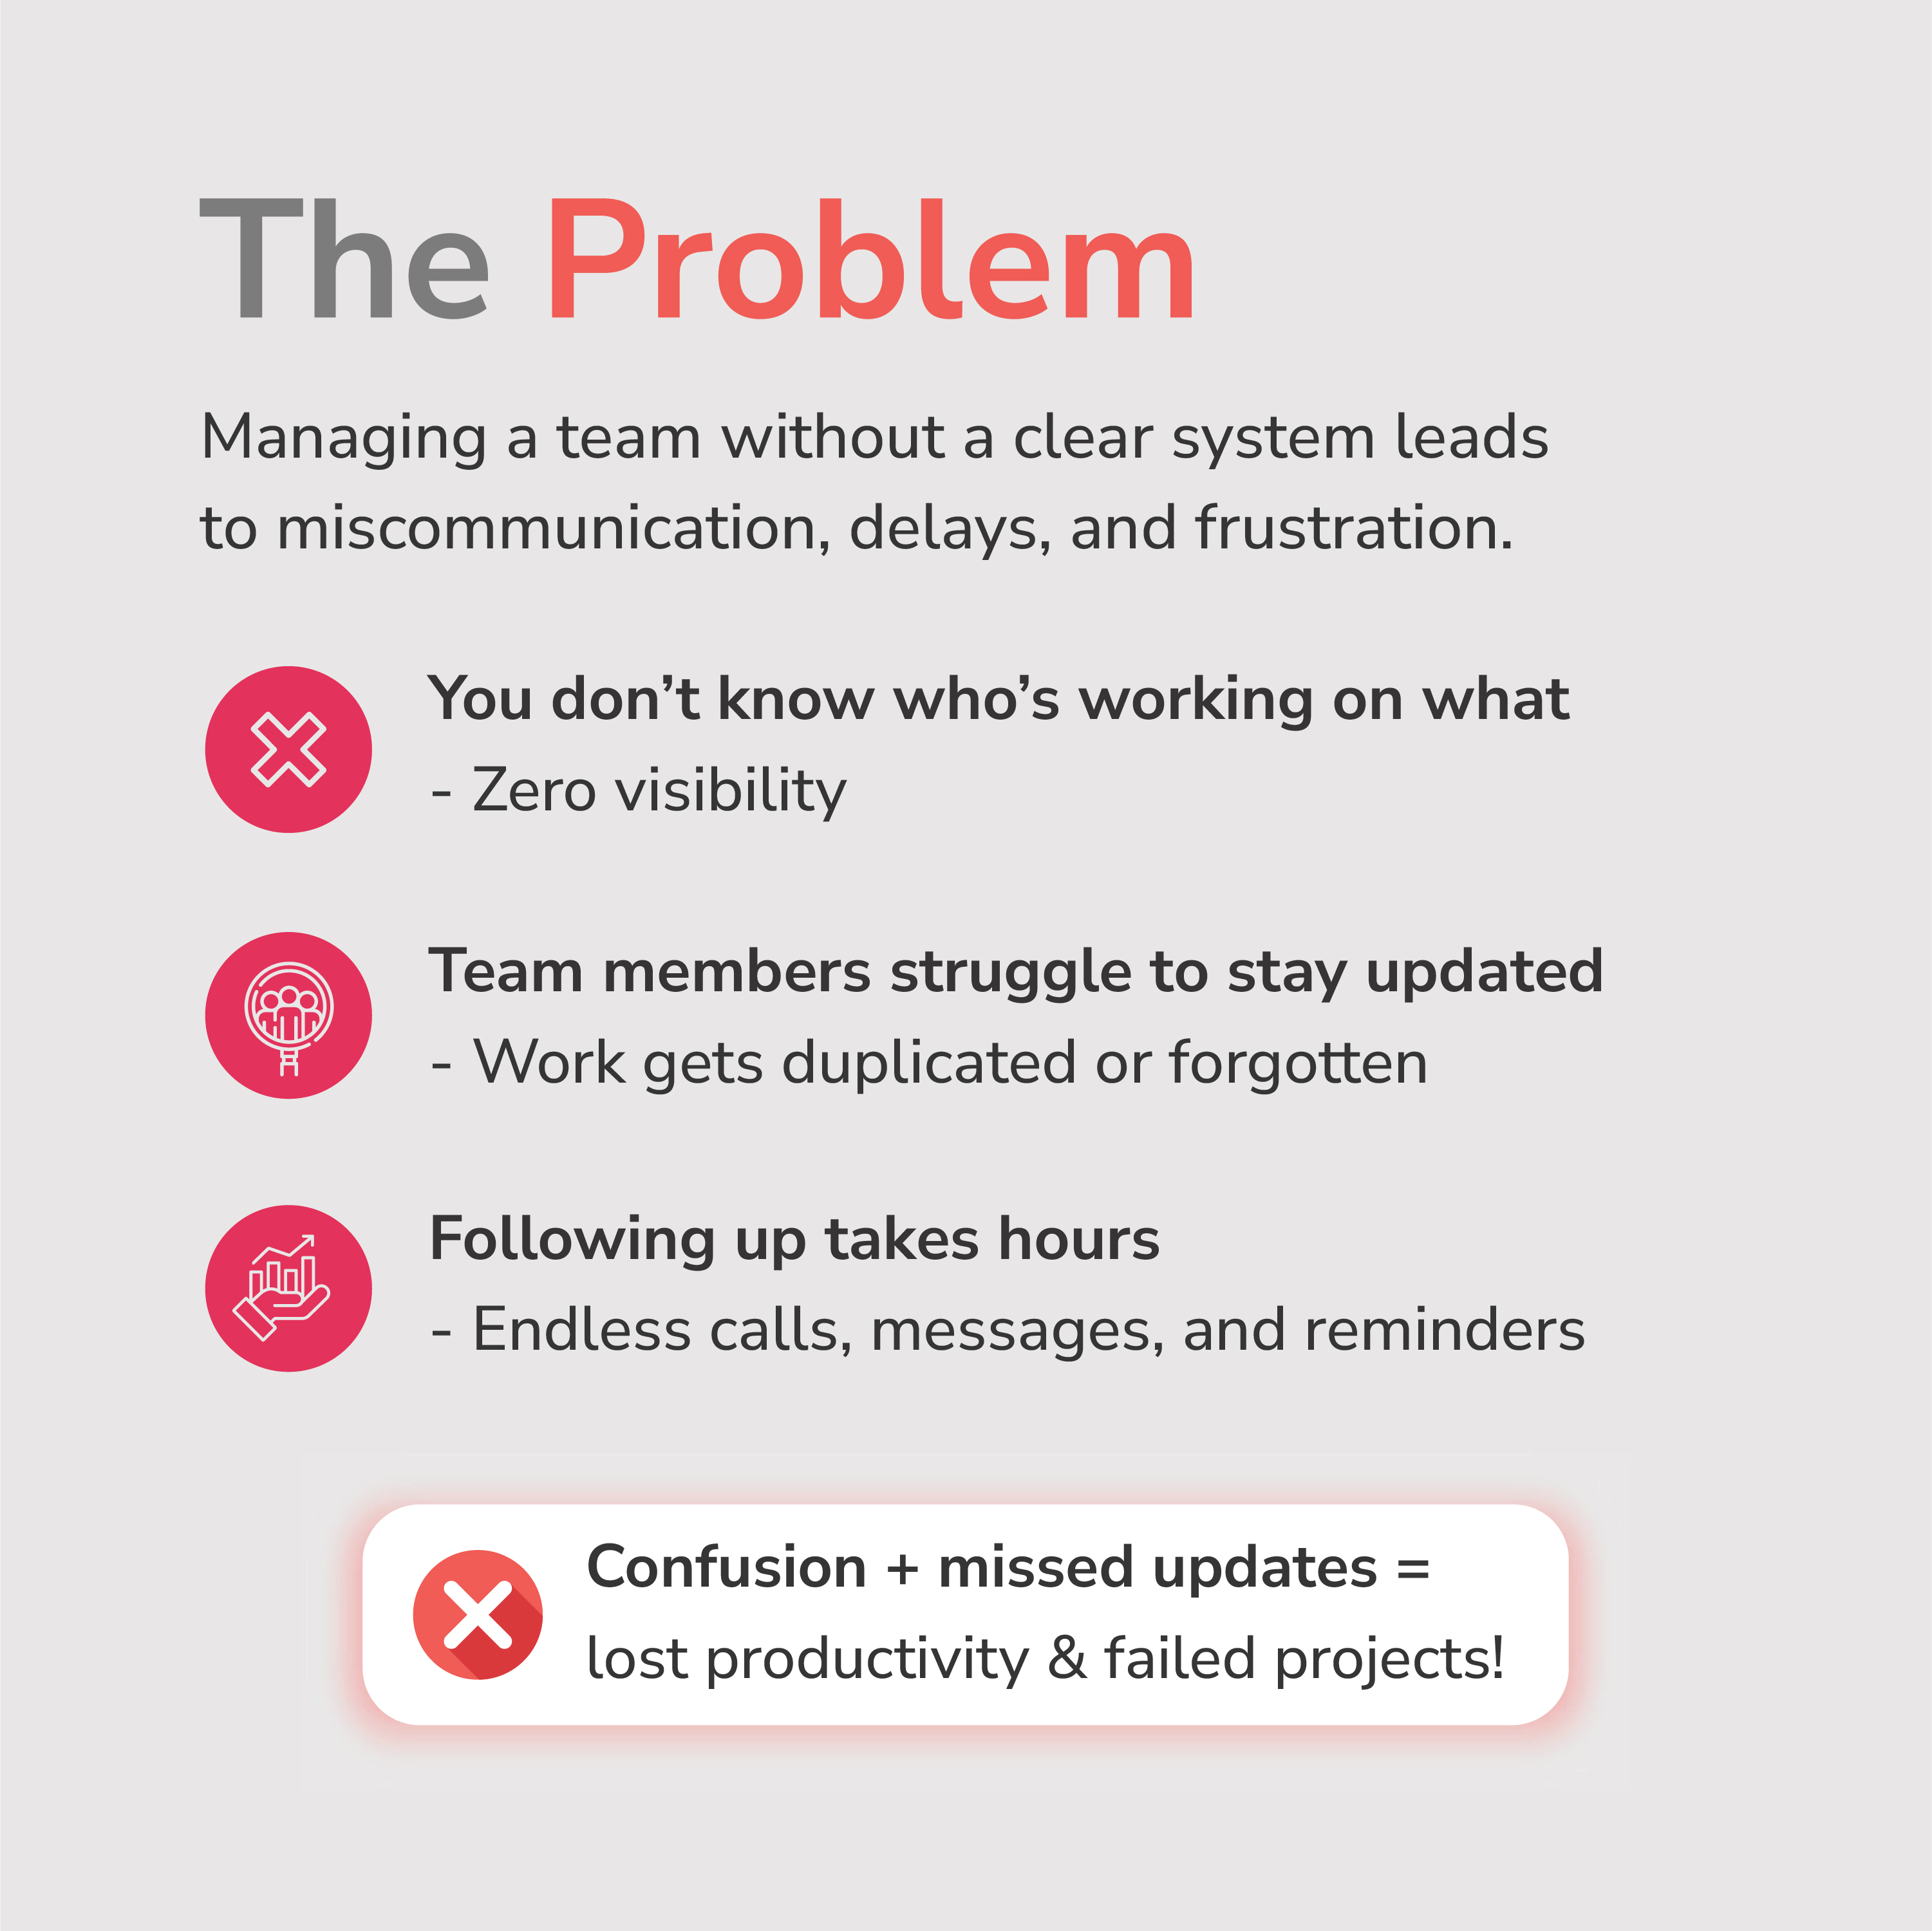 The Problem
Managing a team without a clear system leads
to miscommunication, delays, and frustration.
You don’t know who’s working on what
- Zero visibility
Team members struggle to stay updated
- Work gets duplicated or forgotten
Following up takes hours
- Endless calls, messages, and reminders
Confusion + missed updates =
lost productivity & failed projects!